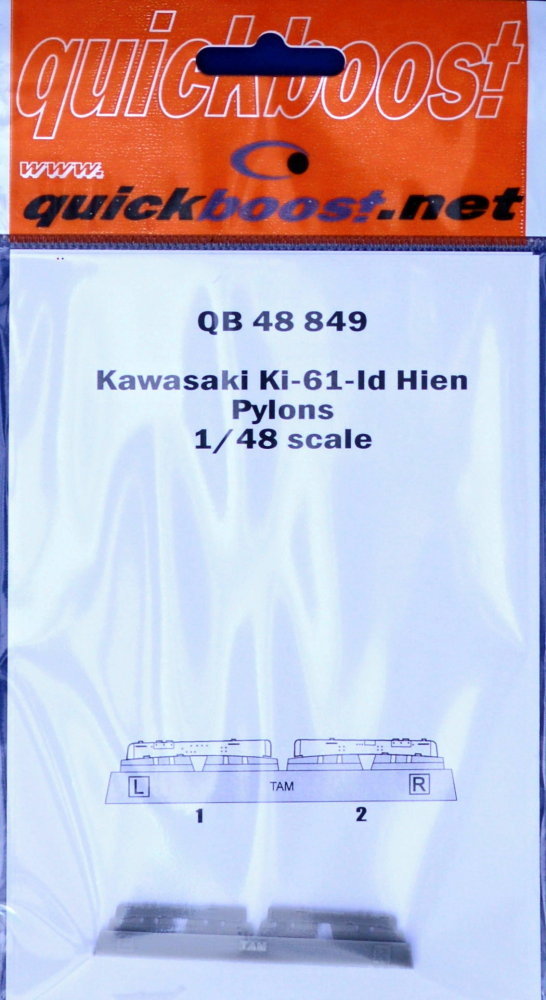 quickboost
www.
quickboost.net
QB 48 849
Kawasaki Ki-61-Id Hien
Pylons
1/48 scale
L TAM R
1 2
TAM